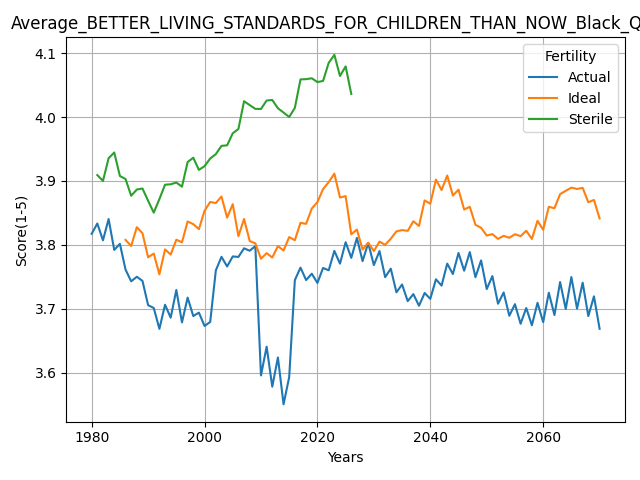 Average_BETTER_LIVING_STANDARDS_FOR_CHILDREN_THAN_NOW_Black_Q
Fertility
Actual
Ideal
Sterile
Score(1-5)
4.1
4.0
3.9
3.8
3.7
3.6
1980 2000 2020 2040 2060
Years